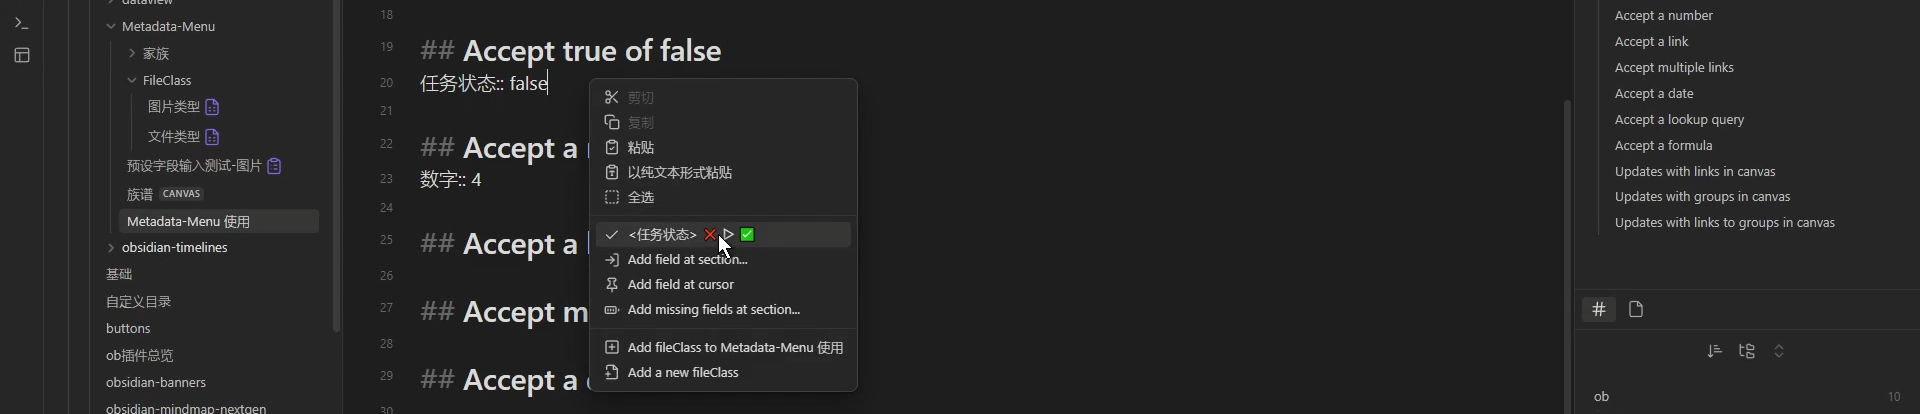 dataview
Metadata-Menu
家族
FileClass
图片类型
文件类型
预设字段输入测试-图片
族谱 CANVAS
Metadata-Menu 使用
obsidian-timelines
基础
自定义目录
buttons
ob插件总览
obsidian-banners
obsidian-mindmap-nextgen
18
19 ## Accept true of false
20 任务状态:: false
21
22 ## Accept a
23 数字:: 4
24
25 ## Accept a
26
27 ## Accept m
28
29 ## Accept a
30
剪切
复制
粘贴
以纯文本形式粘贴
全选
<任务状态>
Add field at section...
Add field at cursor
Add missing fields at section...
Add fileClass to Metadata-Menu 使用
Add a new fileClass
Accept a number
Accept a link
Accept multiple links
Accept a date
Accept a lookup query
Accept a formula
Updates with links in canvas
Updates with groups in canvas
Updates with links to groups in canvas
ob 10